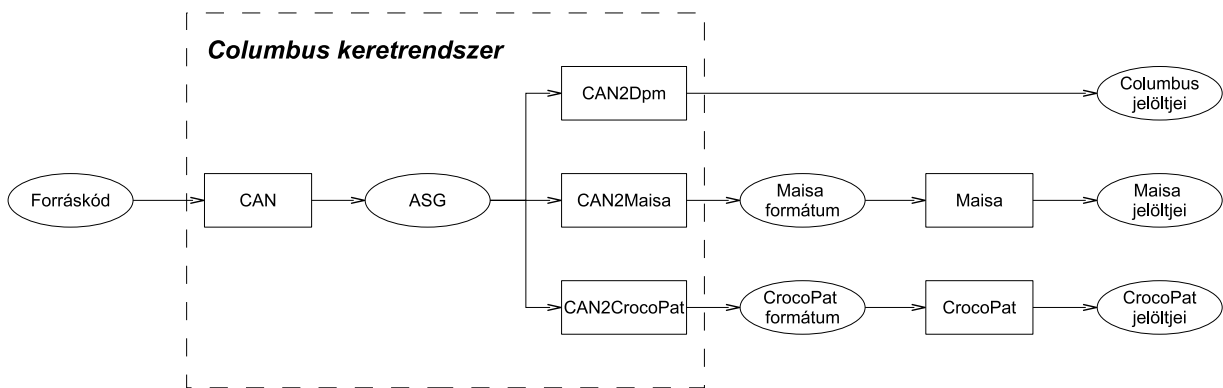 Columbus keretrendszer
CAN2Dpm
Columbus
jelöltjei
Forráskód
CAN
ASG
CAN2Maisa
Maisa
formátum
Maisa
Maisa
jelöltjei
CAN2CrocoPat
CrocoPat
formátum
CrocoPat
CrocoPat
jelöltjei